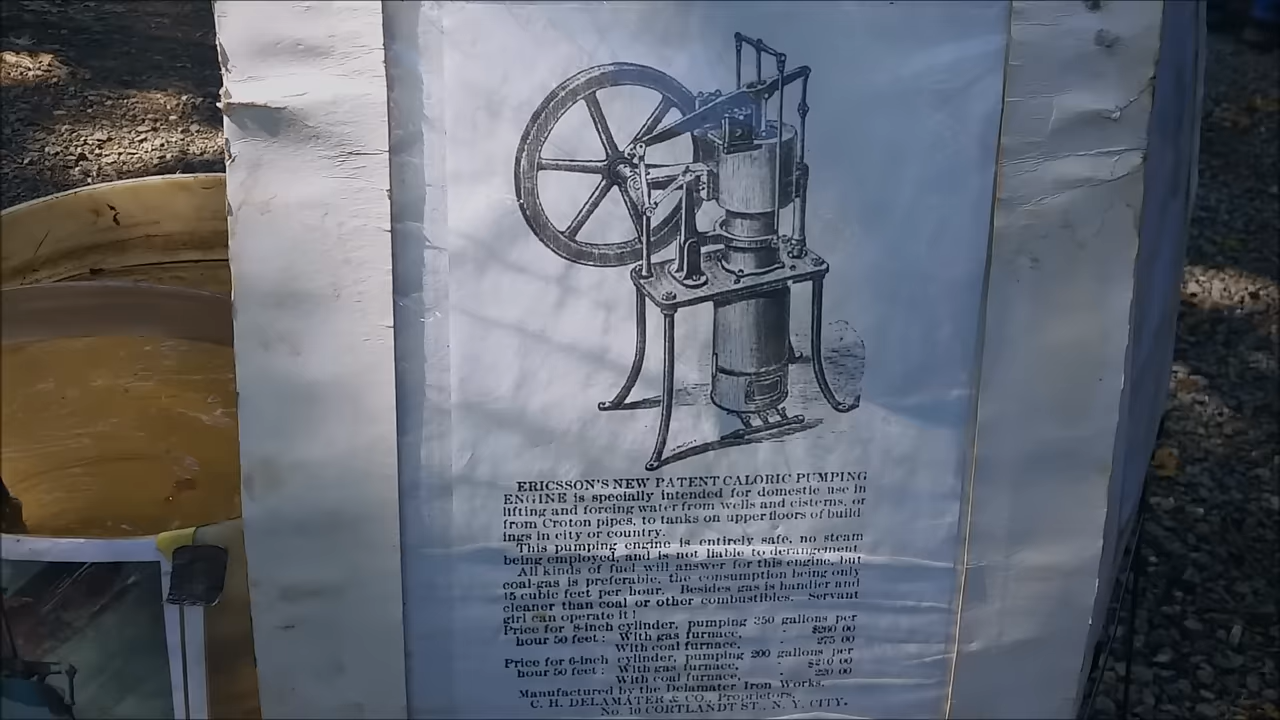 ERICSSON'S NEW PATENT CALORIC PUMPING
ENGINE is specially intended for domestic use in
lifting and forcing water from wells and cisterns, or
from Croton pipes, to tanks on upper floors of build-
ings in city or country.
This pumping engine is entirely safe, no steam
being employed, and is not liable to derangement.
All kinds of fuel will answer for this engine, but
coal-gas is preferable, the consumption being only
15 cubic feet per hour. Besides gas is handier and
cleaner than coal or other combustibles. Servant
girl can operate it!
Price for 8-inch cylinder, pumping 350 gallons per
hour 50 feet: With gas furnace, - $260 00
With coal furnace, - 275 00
Price for 6-inch cylinder, pumping 200 gallons per
hour 50 feet: With gas furnace, - $210 00
With coal furnace, - 220 00
Manufactured by the Delamater Iron Works.
C. H. DELAMATER & CO., Proprietors,
No. 10 CORTLANDT ST., N. Y. CITY.